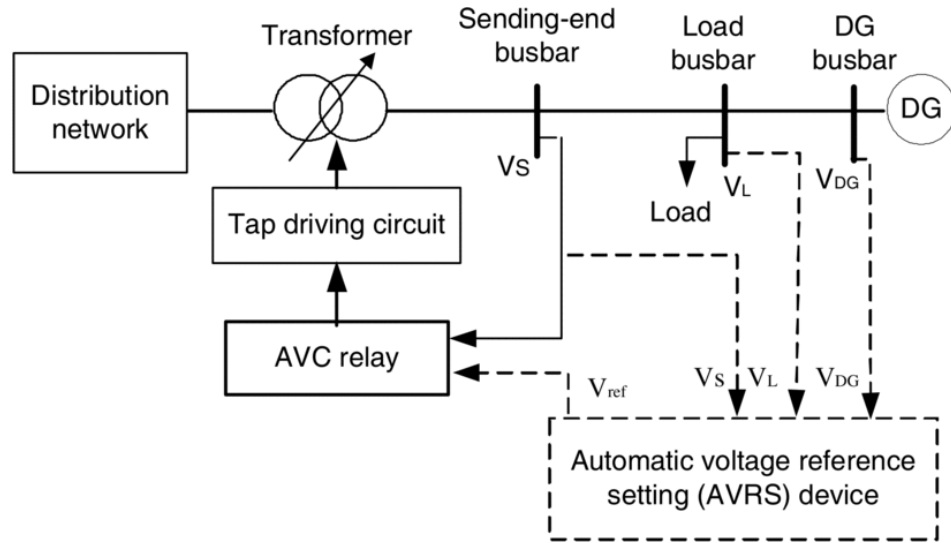 Sending-end
busbar
Load
busbar
DG
busbar
Transformer
Distribution
network
DG
VS
VL
VDG
Load
Tap driving circuit
AVC relay
Vref
VS
VL
VDG
Automatic voltage reference
setting (AVRS) device